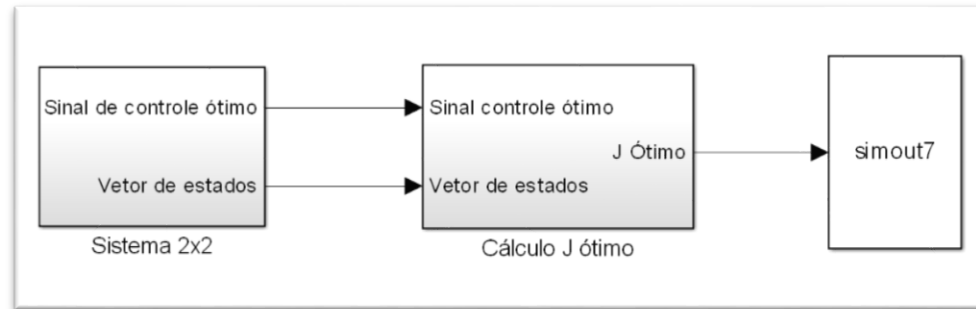 Sinal de controle ótimo
Vetor de estados
Sistema 2x2
Sinal controle ótimo
J Ótimo
Vetor de estados
Cálculo J ótimo
simout7